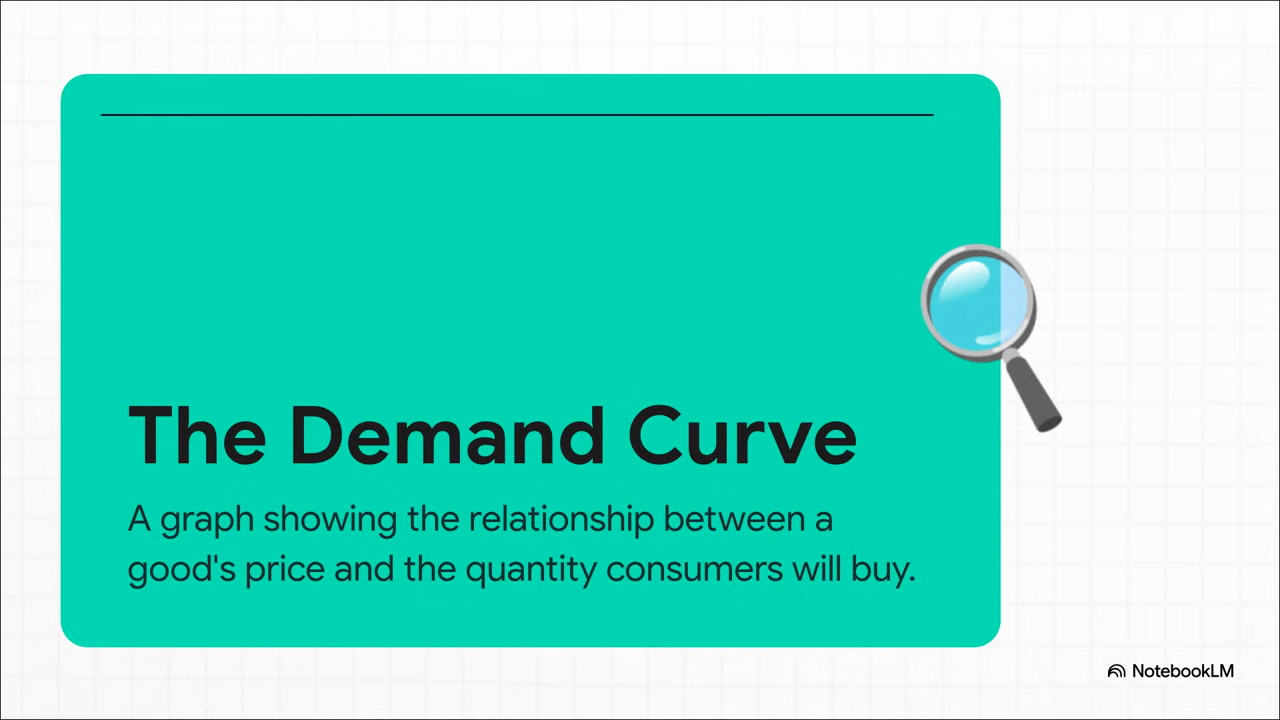 The Demand Curve
A graph showing the relationship between a
good's price and the quantity consumers will buy.
NotebookLM